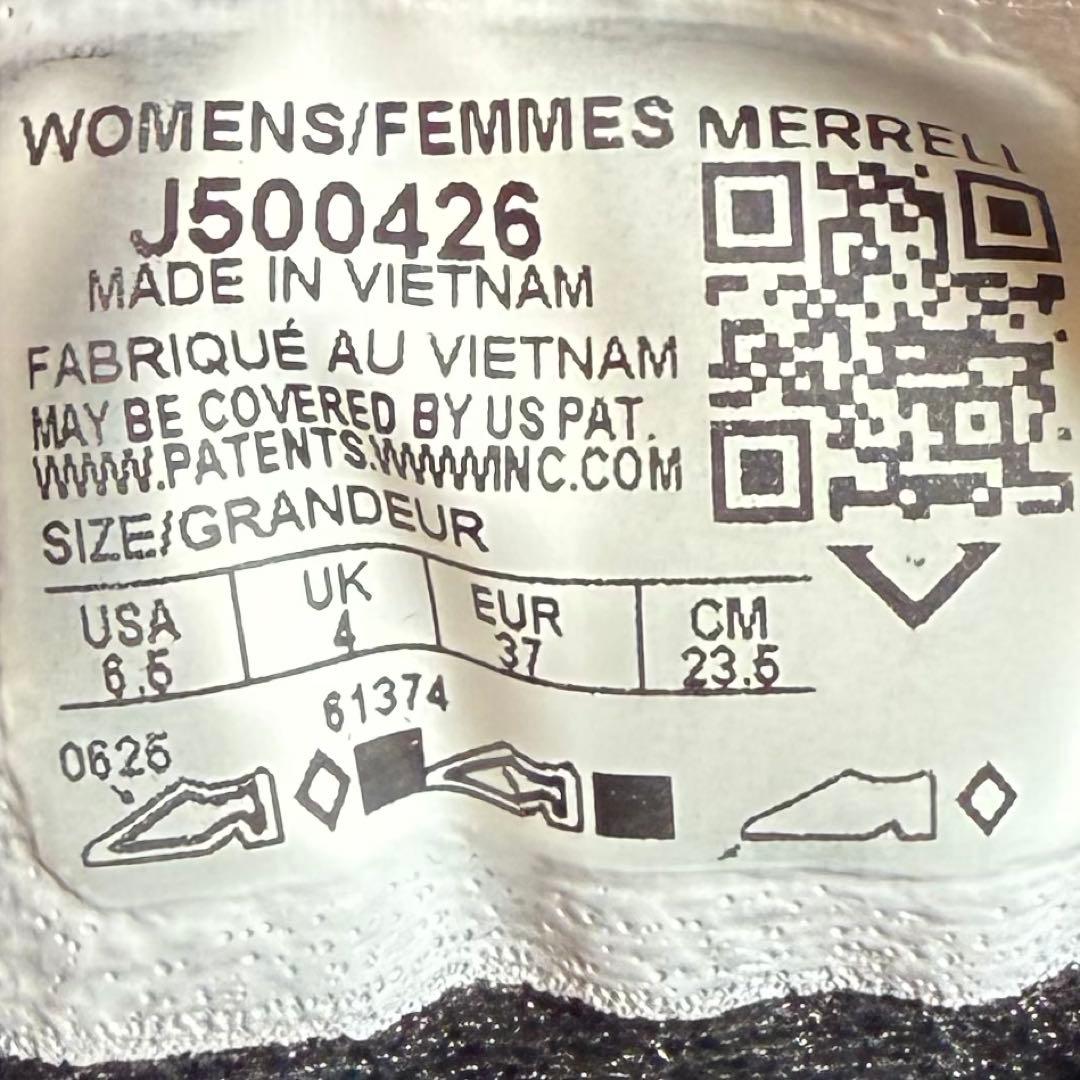 WOMENS/FEMMES MERRELL
J500426
MADE IN VIETNAM
FABRIQUÉ AU VIETNAM
MAY BE COVERED BY US PAT.
WWW.PATENTS.WWWINC.COM
SIZE/GRANDEUR
USA UK EUR CM
6.5 4 37 23.5
61374
0625